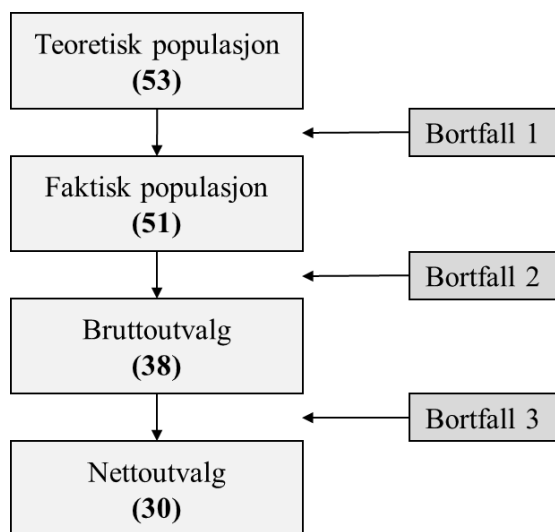 Teoretisk populasjon
(53)
Bortfall 1
Faktisk populasjon
(51)
Bortfall 2
Bruttoutvalg
(38)
Bortfall 3
Nettoutvalg
(30)